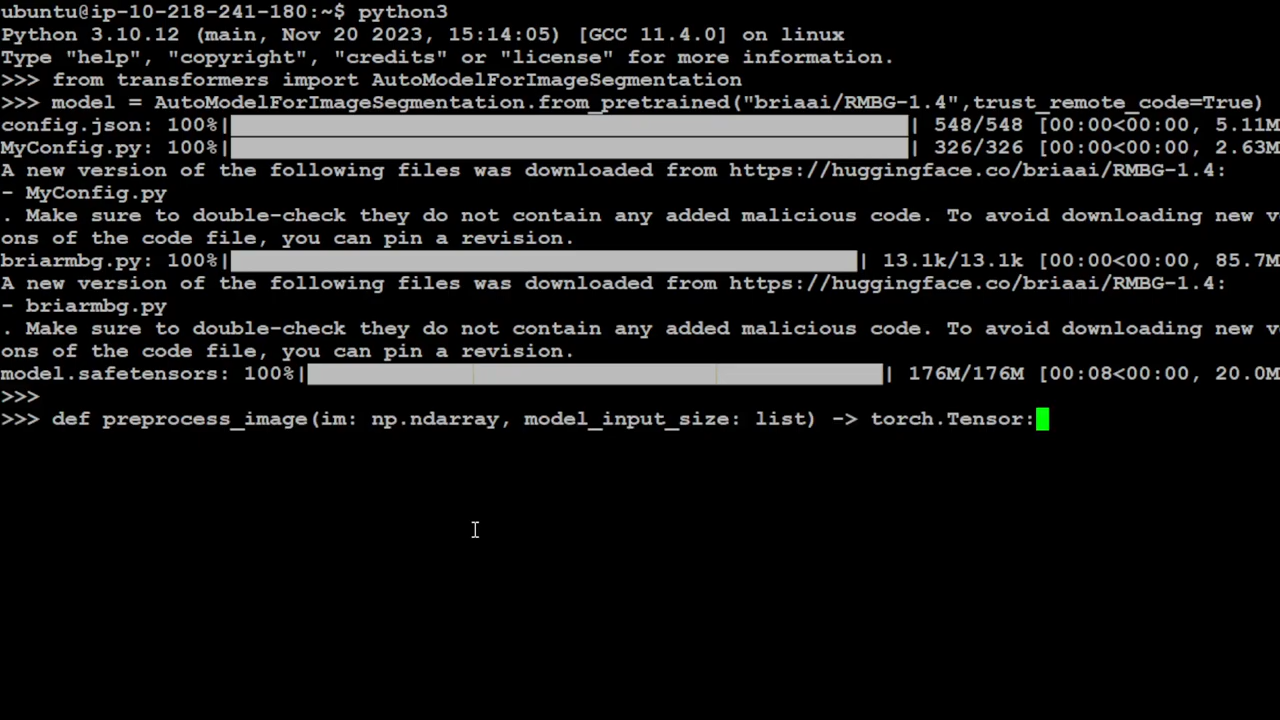 ubuntu@ip-10-218-241-180:~$ python3
Python 3.10.12 (main, Nov 20 2023, 15:14:05) [GCC 11.4.0] on linux
Type "help", "copyright", "credits" or "license" for more information.
>>> from transformers import AutoModelForImageSegmentation
>>> model = AutoModelForImageSegmentation.from_pretrained("briaai/RMBG-1.4",trust_remote_code=True)
config.json: 100%| | 548/548 [00:00<00:00, 5.11M
MyConfig.py: 100%| | 326/326 [00:00<00:00, 2.63M
A new version of the following files was downloaded from https://huggingface.co/briaai/RMBG-1.4:
- MyConfig.py
. Make sure to double-check they do not contain any added malicious code. To avoid downloading new v
ons of the code file, you can pin a revision.
briarmbg.py: 100%| | 13.1k/13.1k [00:00<00:00, 85.7M
A new version of the following files was downloaded from https://huggingface.co/briaai/RMBG-1.4:
- briarmbg.py
. Make sure to double-check they do not contain any added malicious code. To avoid downloading new v
ons of the code file, you can pin a revision.
model.safetensors: 100%| | 176M/176M [00:08<00:00, 20.0M
>>>
>>> def preprocess_image(im: np.ndarray, model_input_size: list) -> torch.Tensor: